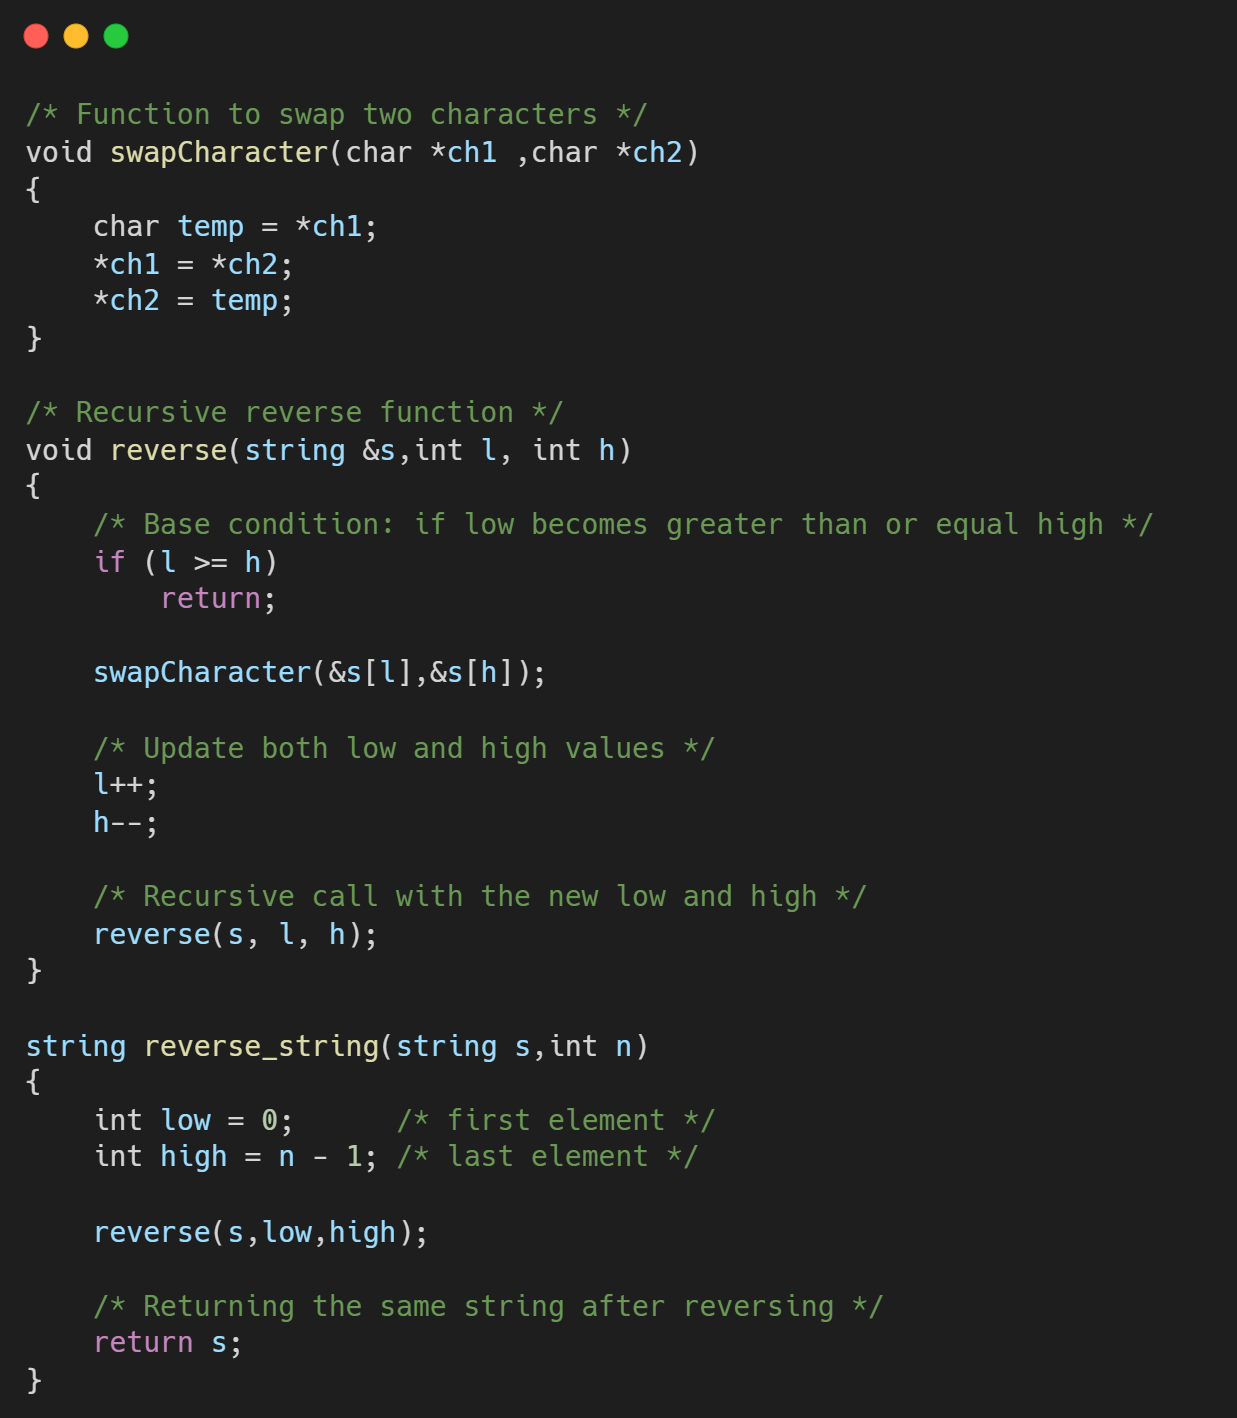 /* Function to swap two characters */
void swapCharacter(char *ch1 ,char *ch2)
{
    char temp = *ch1;
    *ch1 = *ch2;
    *ch2 = temp;
}

/* Recursive reverse function */
void reverse(string &s,int l, int h)
{
    /* Base condition: if low becomes greater than or equal high */
    if (l >= h)
        return;

    swapCharacter(&s[l],&s[h]);

    /* Update both low and high values */
    l++;
    h--;

    /* Recursive call with the new low and high */
    reverse(s, l, h);
}

string reverse_string(string s,int n)
{
    int low = 0;      /* first element */
    int high = n - 1; /* last element */

    reverse(s,low,high);

    /* Returning the same string after reversing */
    return s;
}